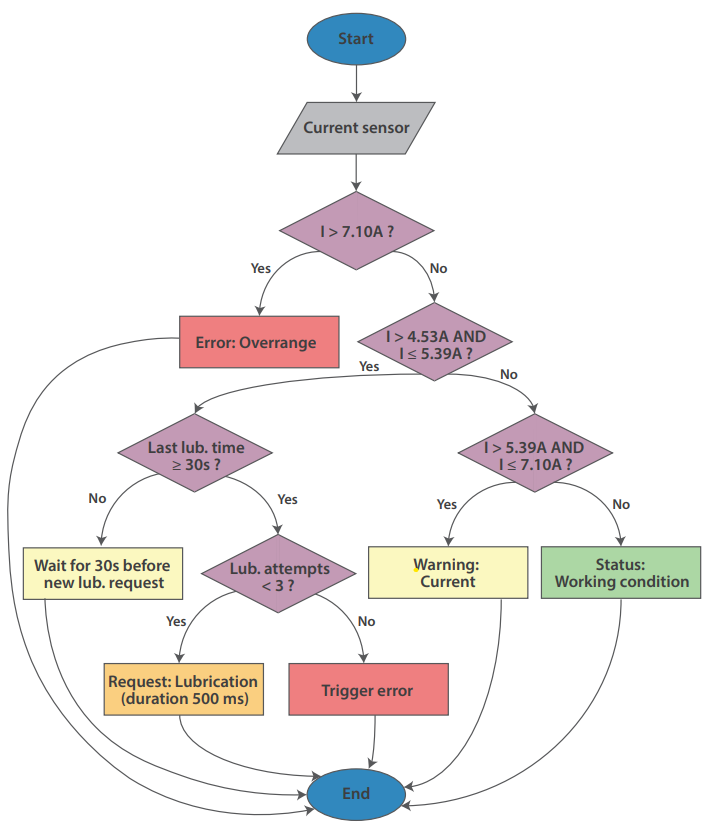 Start
Current sensor
I > 7.10A ?
Yes
No
Error: Overrange
I > 4.53A AND
I ≤ 5.39A ?
Yes
No
Last lub. time
≥ 30s ?
I > 5.39A AND
I ≤ 7.10A ?
No
Yes
Yes
No
Wait for 30s before
new lub. request
Lub. attempts
< 3 ?
Warning:
Current
Status:
Working condition
Yes
No
Request: Lubrication
(duration 500 ms)
Trigger error
End